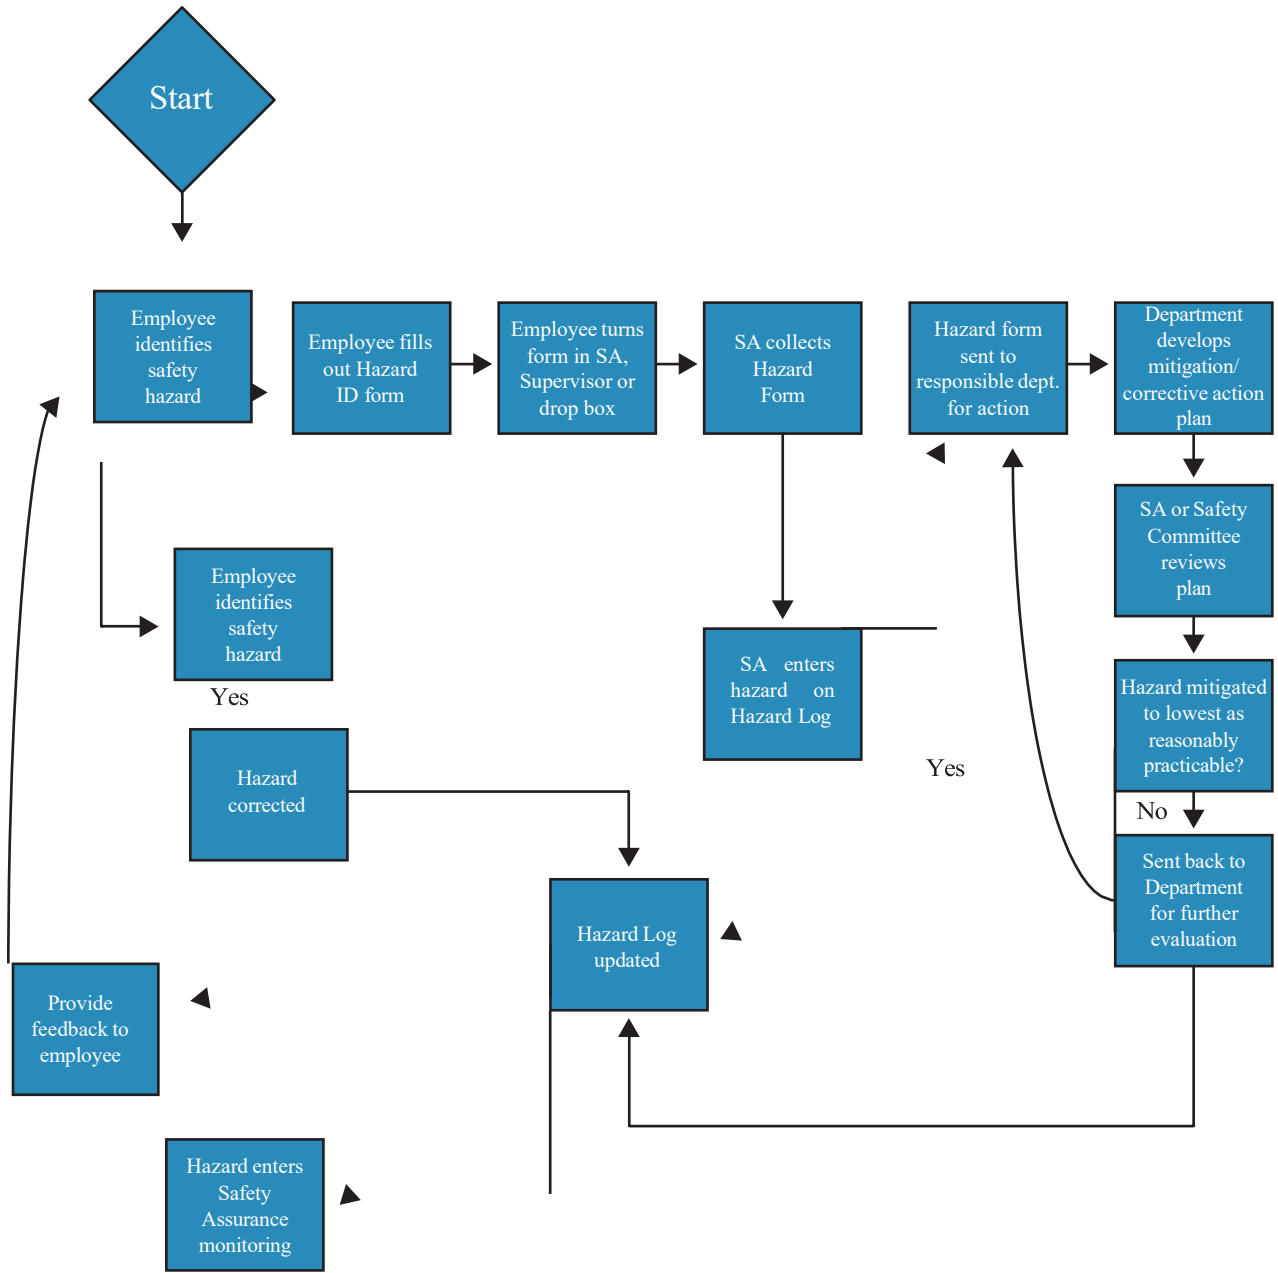 Start
Employee
identifies
safety
hazard
Employee fills
out Hazard
ID form
Employee turns
form in SA,
Supervisor or
drop box
SA collects
Hazard
Form
Hazard form
sent to
responsible dept.
for action
Department
develops
mitigation/
corrective action
plan
SA or Safety
Committee
reviews
plan
Employee
identifies
safety
hazard
Yes
SA enters
hazard on
Hazard Log
Hazard mitigated
to lowest as
reasonably
practicable?
Yes
No
Hazard
corrected
Sent back to
Department
for further
evaluation
Hazard Log
updated
Provide
feedback to
employee
Hazard enters
Safety
Assurance
monitoring